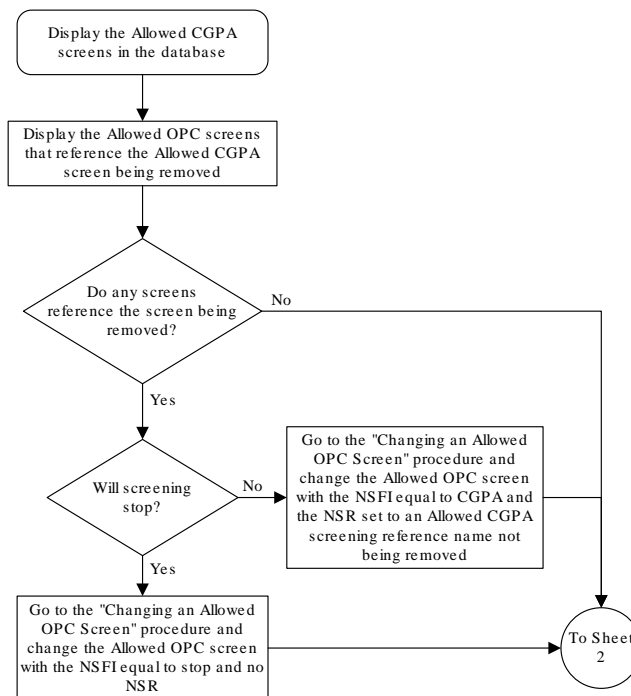 Display the Allowed CGPA
screens in the database
Display the Allowed OPC screens
that reference the Allowed CGPA
screen being removed
Do any screens
reference the screen being
removed?
No
Yes
Will screening
stop?
No
Go to the "Changing an Allowed
OPC Screen" procedure and
change the Allowed OPC screen
with the NSFI equal to CGPA and
the NSR set to an Allowed CGPA
screening reference name not
being removed
Yes
Go to the "Changing an Allowed
OPC Screen" procedure and
change the Allowed OPC screen
with the NSFI equal to stop and no
NSR
To Sheet
2